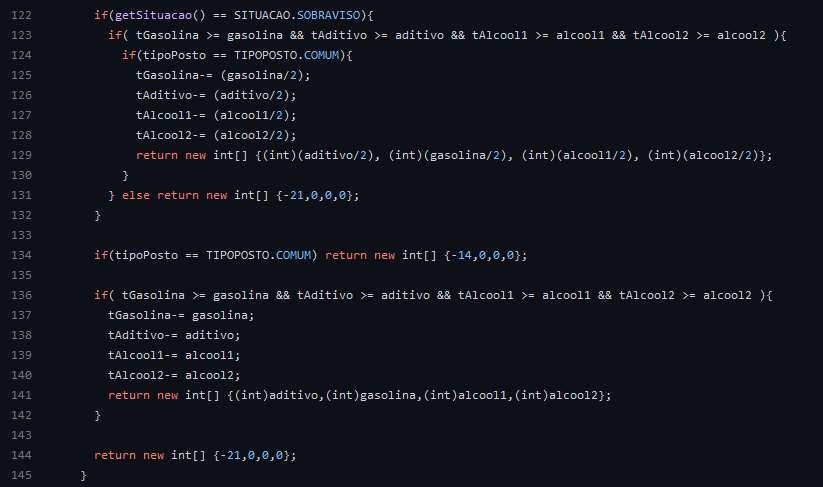 122 if(getSituacao() == SITUACAO.SOBRAVISO){
123 if( tGasolina >= gasolina && tAditivo >= aditivo && tAlcool1 >= alcool1 && tAlcool2 >= alcool2 ){
124 if(tipoPosto == TIPOPOSTO.COMUM){
125 tGasolina-= (gasolina/2);
126 tAditivo-= (aditivo/2);
127 tAlcool1-= (alcool1/2);
128 tAlcool2-= (alcool2/2);
129 return new int[] {(int)(aditivo/2), (int)(gasolina/2), (int)(alcool1/2), (int)(alcool2/2)};
130 }
131 } else return new int[] {-21,0,0,0};
132 }
133
134 if(tipoPosto == TIPOPOSTO.COMUM) return new int[] {-14,0,0,0};
135
136 if( tGasolina >= gasolina && tAditivo >= aditivo && tAlcool1 >= alcool1 && tAlcool2 >= alcool2 ){
137 tGasolina-= gasolina;
138 tAditivo-= aditivo;
139 tAlcool1-= alcool1;
140 tAlcool2-= alcool2;
141 return new int[] {(int)aditivo,(int)gasolina,(int)alcool1,(int)alcool2};
142 }
143
144 return new int[] {-21,0,0,0};
145 }